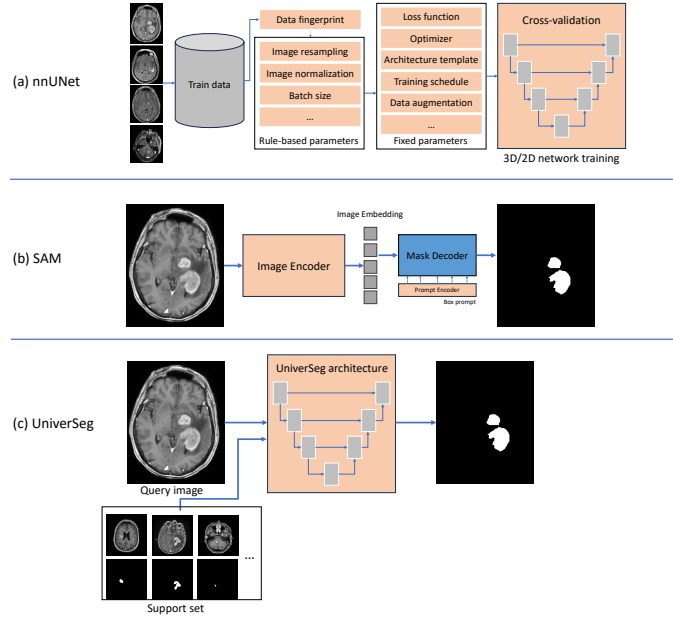 (a) nnUNet
Train data
Data fingerprint
Image resampling
Image normalization
Batch size
...
Rule-based parameters
Loss function
Optimizer
Architecture template
Training schedule
Data augmentation
...
Fixed parameters
Cross-validation
3D/2D network training
(b) SAM
Image Encoder
Image Embedding
Mask Decoder
Prompt Encoder
Box prompt
(c) UniverSeg
Query image
UniverSeg architecture
...
Support set